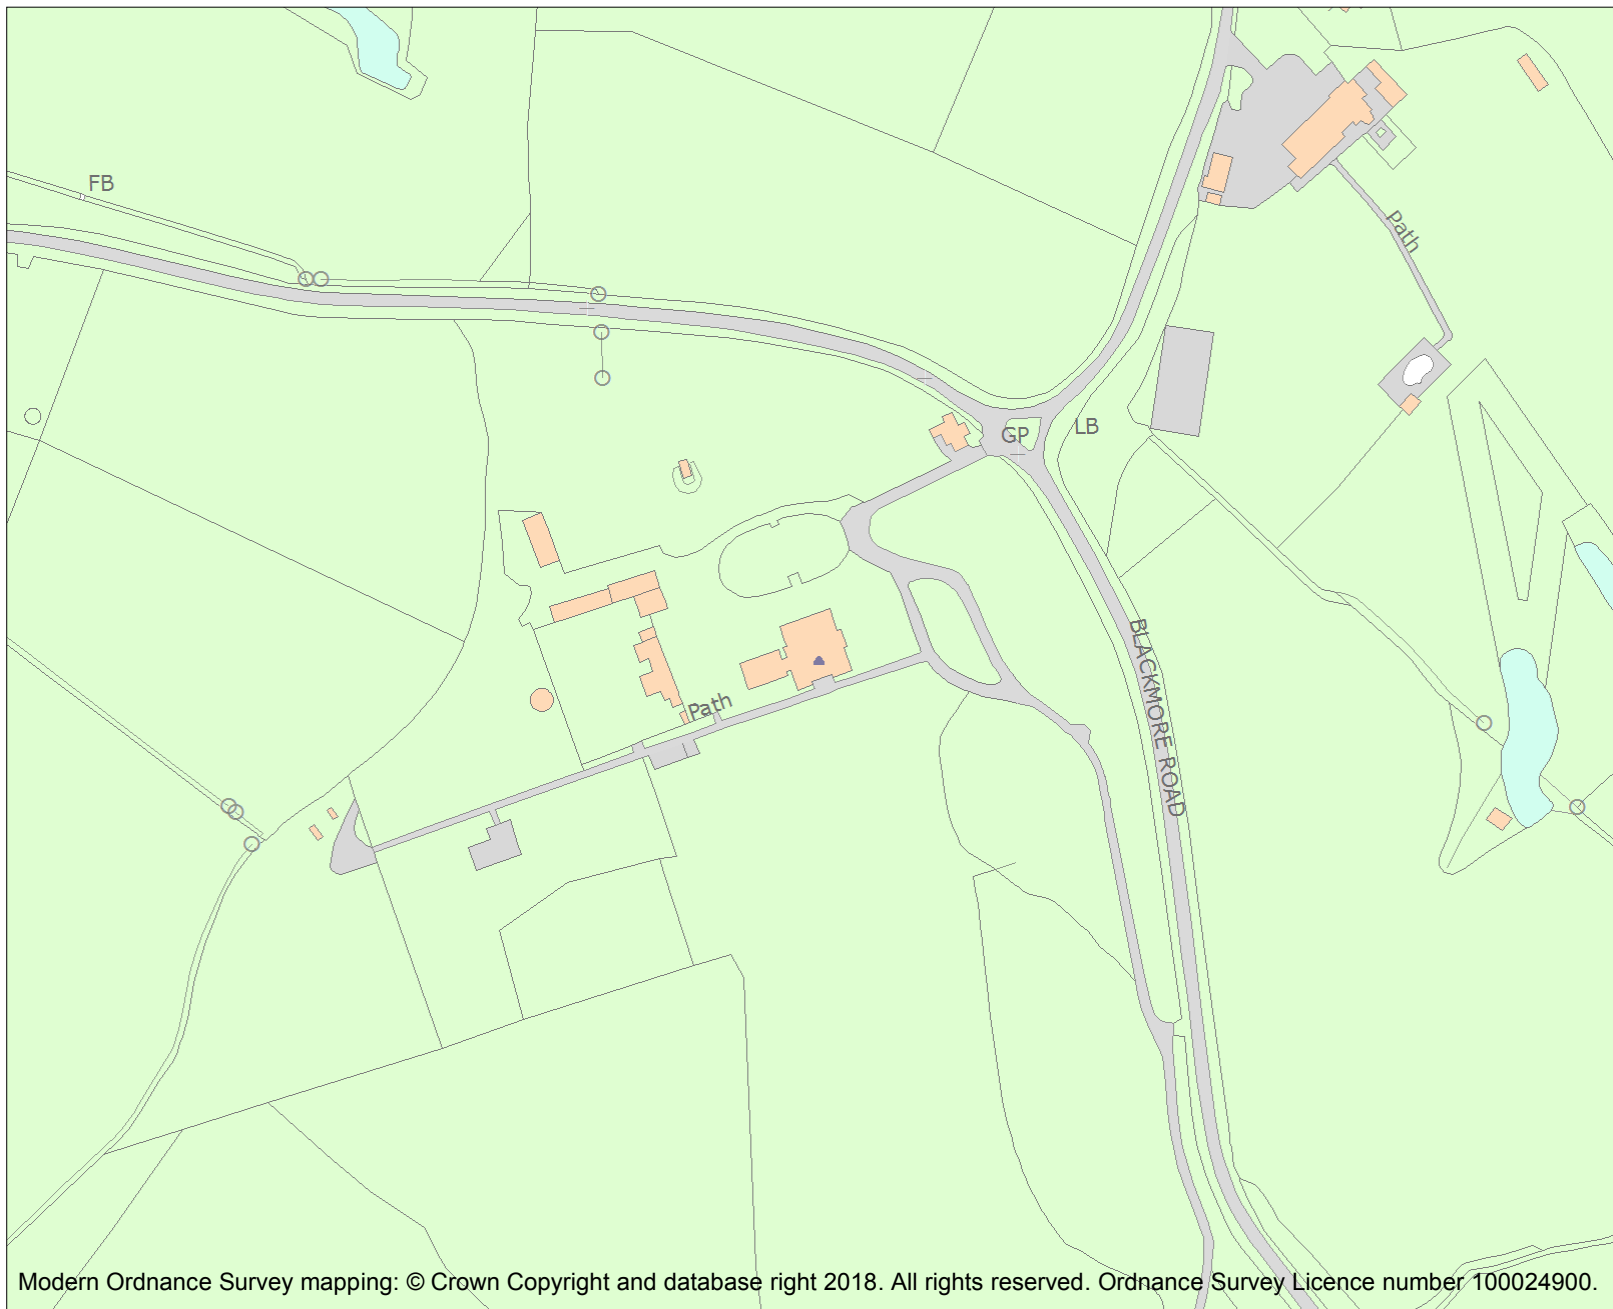 FB
Path
GP
LB
BLACKMORE ROAD
Path
Modern Ordnance Survey mapping: © Crown Copyright and database right 2018. All rights reserved. Ordnance Survey Licence number 100024900.